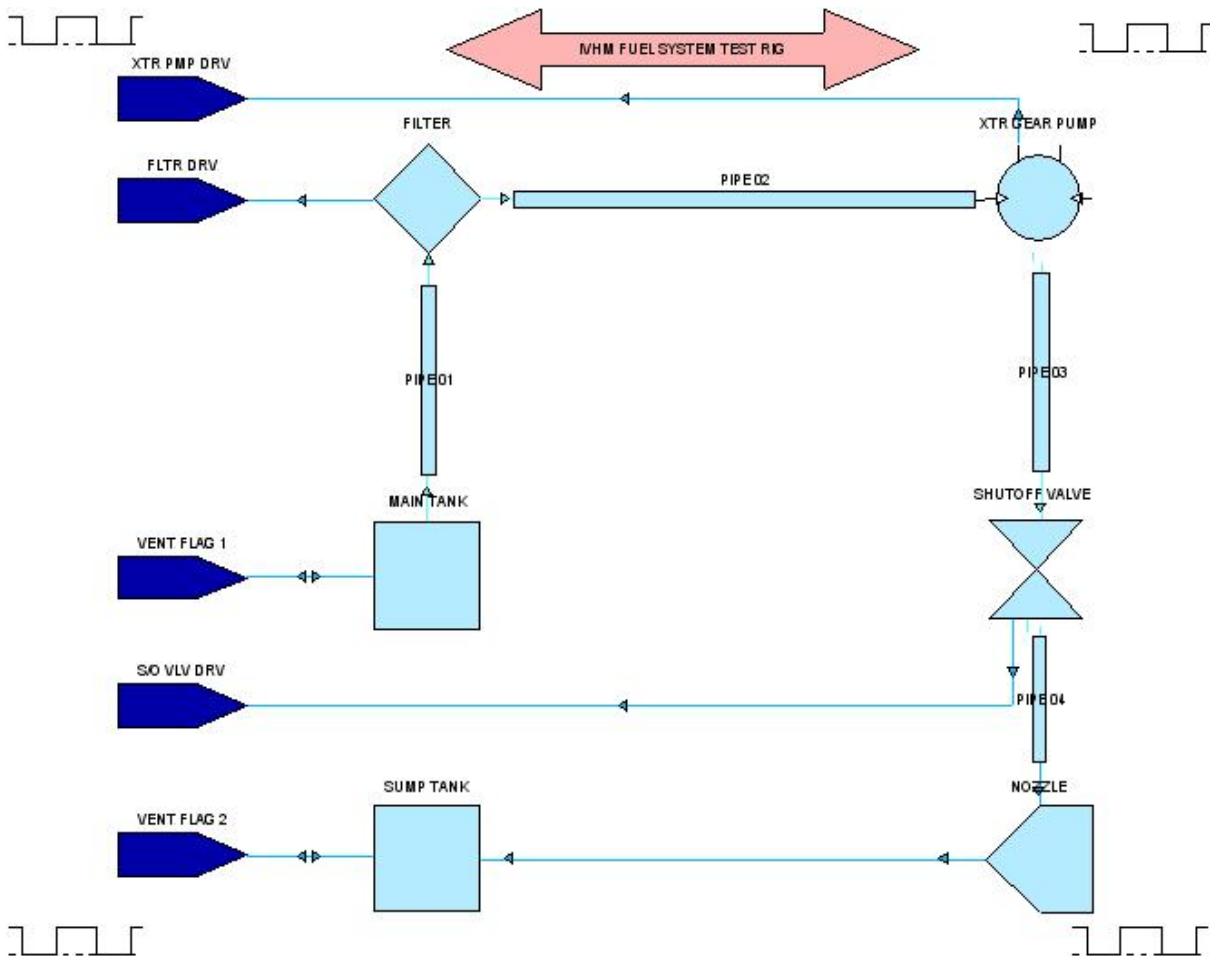 IVHM FUEL SYSTEM TEST RIG
XTR PMP DRV
FILTER
XTR GEAR PUMP
FLTR DRV
PIPE02
PIPE01
PIPE03
MAIN TANK
SHUTOFF VALVE
VENT FLAG 1
S/O VLV DRV
PIPE04
SUMP TANK
NOZZLE
VENT FLAG 2